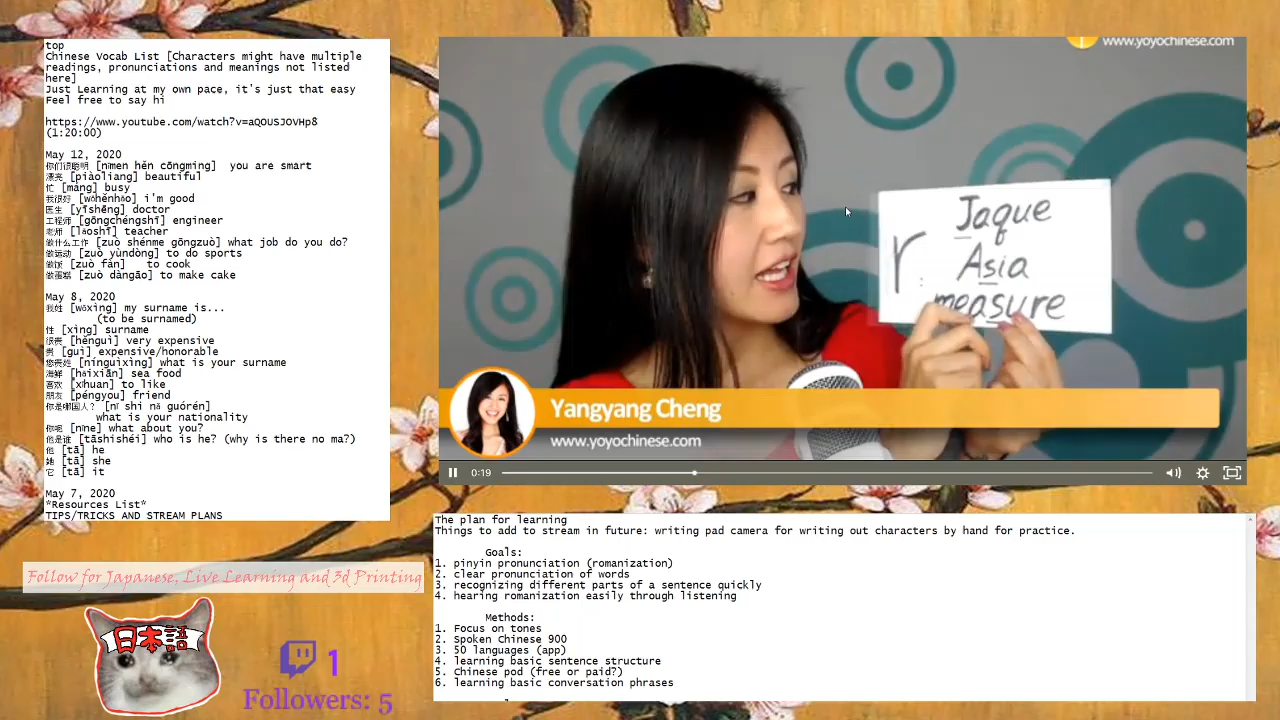 top
Chinese Vocab List [Characters might have multiple
readings, pronunciations and meanings not listed
here]
Just Learning at my own pace, it's just that easy
Feel free to say hi
https://www.youtube.com/watch?v=aQOUSJOVHp8
(1:20:00)
May 12, 2020
你们很聪明 [nmen hěn cōngmíng] you are smart
漂亮 [piàoliang] beautiful
忙 [máng] busy
我很好 [wǒhěnhǎo] i'm good
医生 [yīshēng] doctor
工程师 [gōngchéngshī] engineer
老师 [lǎoshī] teacher
做什么工作 [zuò shénme gōngzuò] what job do you do?
做运动 [zuò yùndòng] to do sports
做饭 [zuò fàn] to cook
做蛋糕 [zuò dàngāo] to make cake
May 8, 2020
我姓 [wǒxìng] my surname is...
(to be surnamed)
性 [xìng] surname
很贵 [hěnguì] very expensive
贵 [guì] expensive/honorable
您贵姓 [nínguìxìng] what is your surname
海鲜 [hǎixiān] sea food
喜欢 [xǐhuan] to like
朋友 [péngyou] friend
你是哪国人? [nǐ shì nǎ guórén]
what is your nationality
你呢 [nǐne] what about you?
他是谁 [tāshìshéi] who is he? (why is there no ma?)
他 [tā] he
她 [tā] she
它 [tā] it
May 7, 2020
*Resources List*
TIPS/TRICKS AND STREAM PLANS
www.yoyochinese.com
Jaque
r: Asia
measure
Yangyang Cheng
www.yoyochinese.com
0:19
The plan for learning
Things to add to stream in future: writing pad camera for writing out characters by hand for practice.
Goals:
1. pinyin pronunciation (romanization)
2. clear pronunciation of words
3. recognizing different parts of a sentence quickly
4. hearing romanization easily through listening
Methods:
1. Focus on tones
2. Spoken Chinese 900
3. 50 languages (app)
4. learning basic sentence structure
5. Chinese pod (free or paid?)
6. learning basic conversation phrases
Follow for Japanese, Live Learning and 3d Printing
日本語
1
Followers: 5